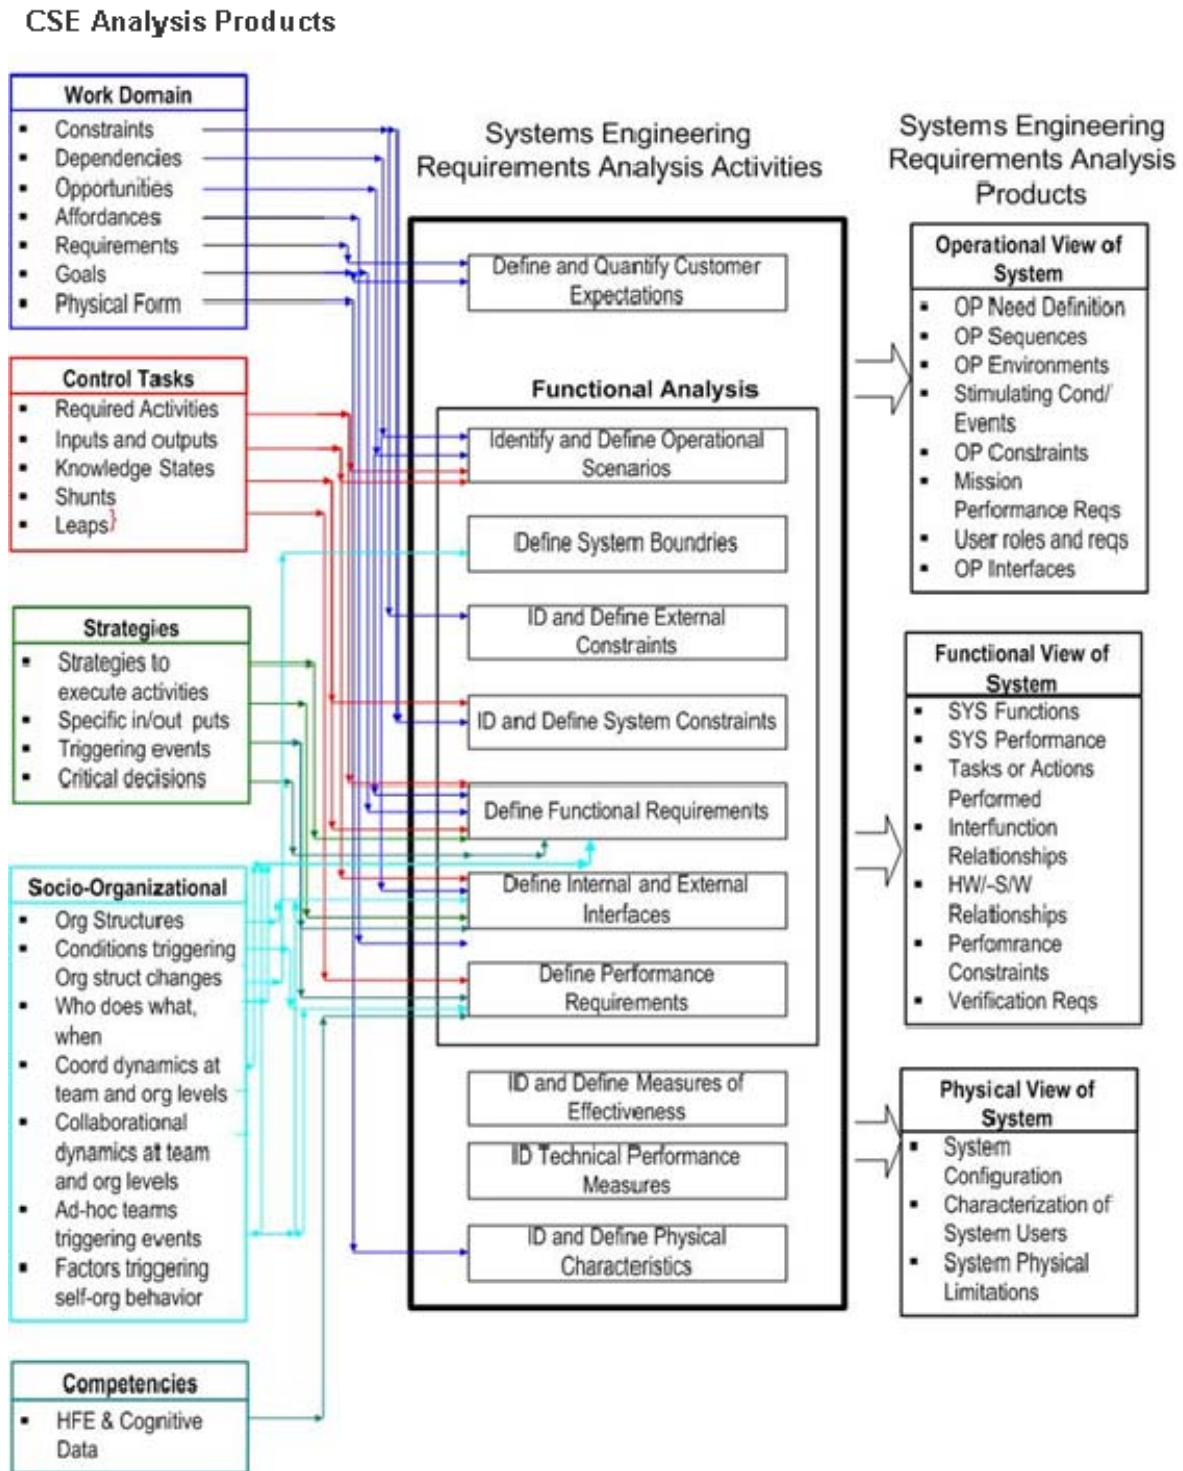 CSE Analysis Products
Work Domain
Constraints
Dependencies
Opportunities
Affordances
Requirements
Goals
Physical Form
Control Tasks
Required Activities
Inputs and outputs
Knowledge States
Shunts
Leaps}
Strategies
Strategies to
execute activities
Specific in/out puts
Triggering events
Critical decisions
Socio-Organizational
Org Structures
Conditions triggering
Org struct changes
Who does what,
when
Coord dynamics at
team and org levels
Collaborational
dynamics at team
and org levels
Ad-hoc teams
triggering events
Factors triggering
self-org behavior
Competencies
HFE & Cognitive
Data
Systems Engineering
Requirements Analysis Activities
Define and Quantify Customer
Expectations
Functional Analysis
Identify and Define Operational
Scenarios
Define System Boundries
ID and Define External
Constraints
ID and Define System Constraints
Define Functional Requirements
Define Internal and External
Interfaces
Define Performance
Requirements
IID and Define Measures of
Effectiveness
IID Technical Performance
Measures
ID and Define Physical
Characteristics
Systems Engineering
Requirements Analysis
Products
Operational View of
System
OP Need Definition
OP Sequences
OP Environments
Stimulating Cond/
Events
OP Constraints
Mission
Performance Reqs
User roles and reqs
OP Interfaces
Functional View of
System
SYS Functions
SYS Performance
Tasks or Actions
Performed
Interfunction
Relationships
HW/-S/W
Relationships
Perfomrance
Constraints
Verification Reqs
Physical View of
System
System
Configuration
Characterization of
System Users
System Physical
Limitations